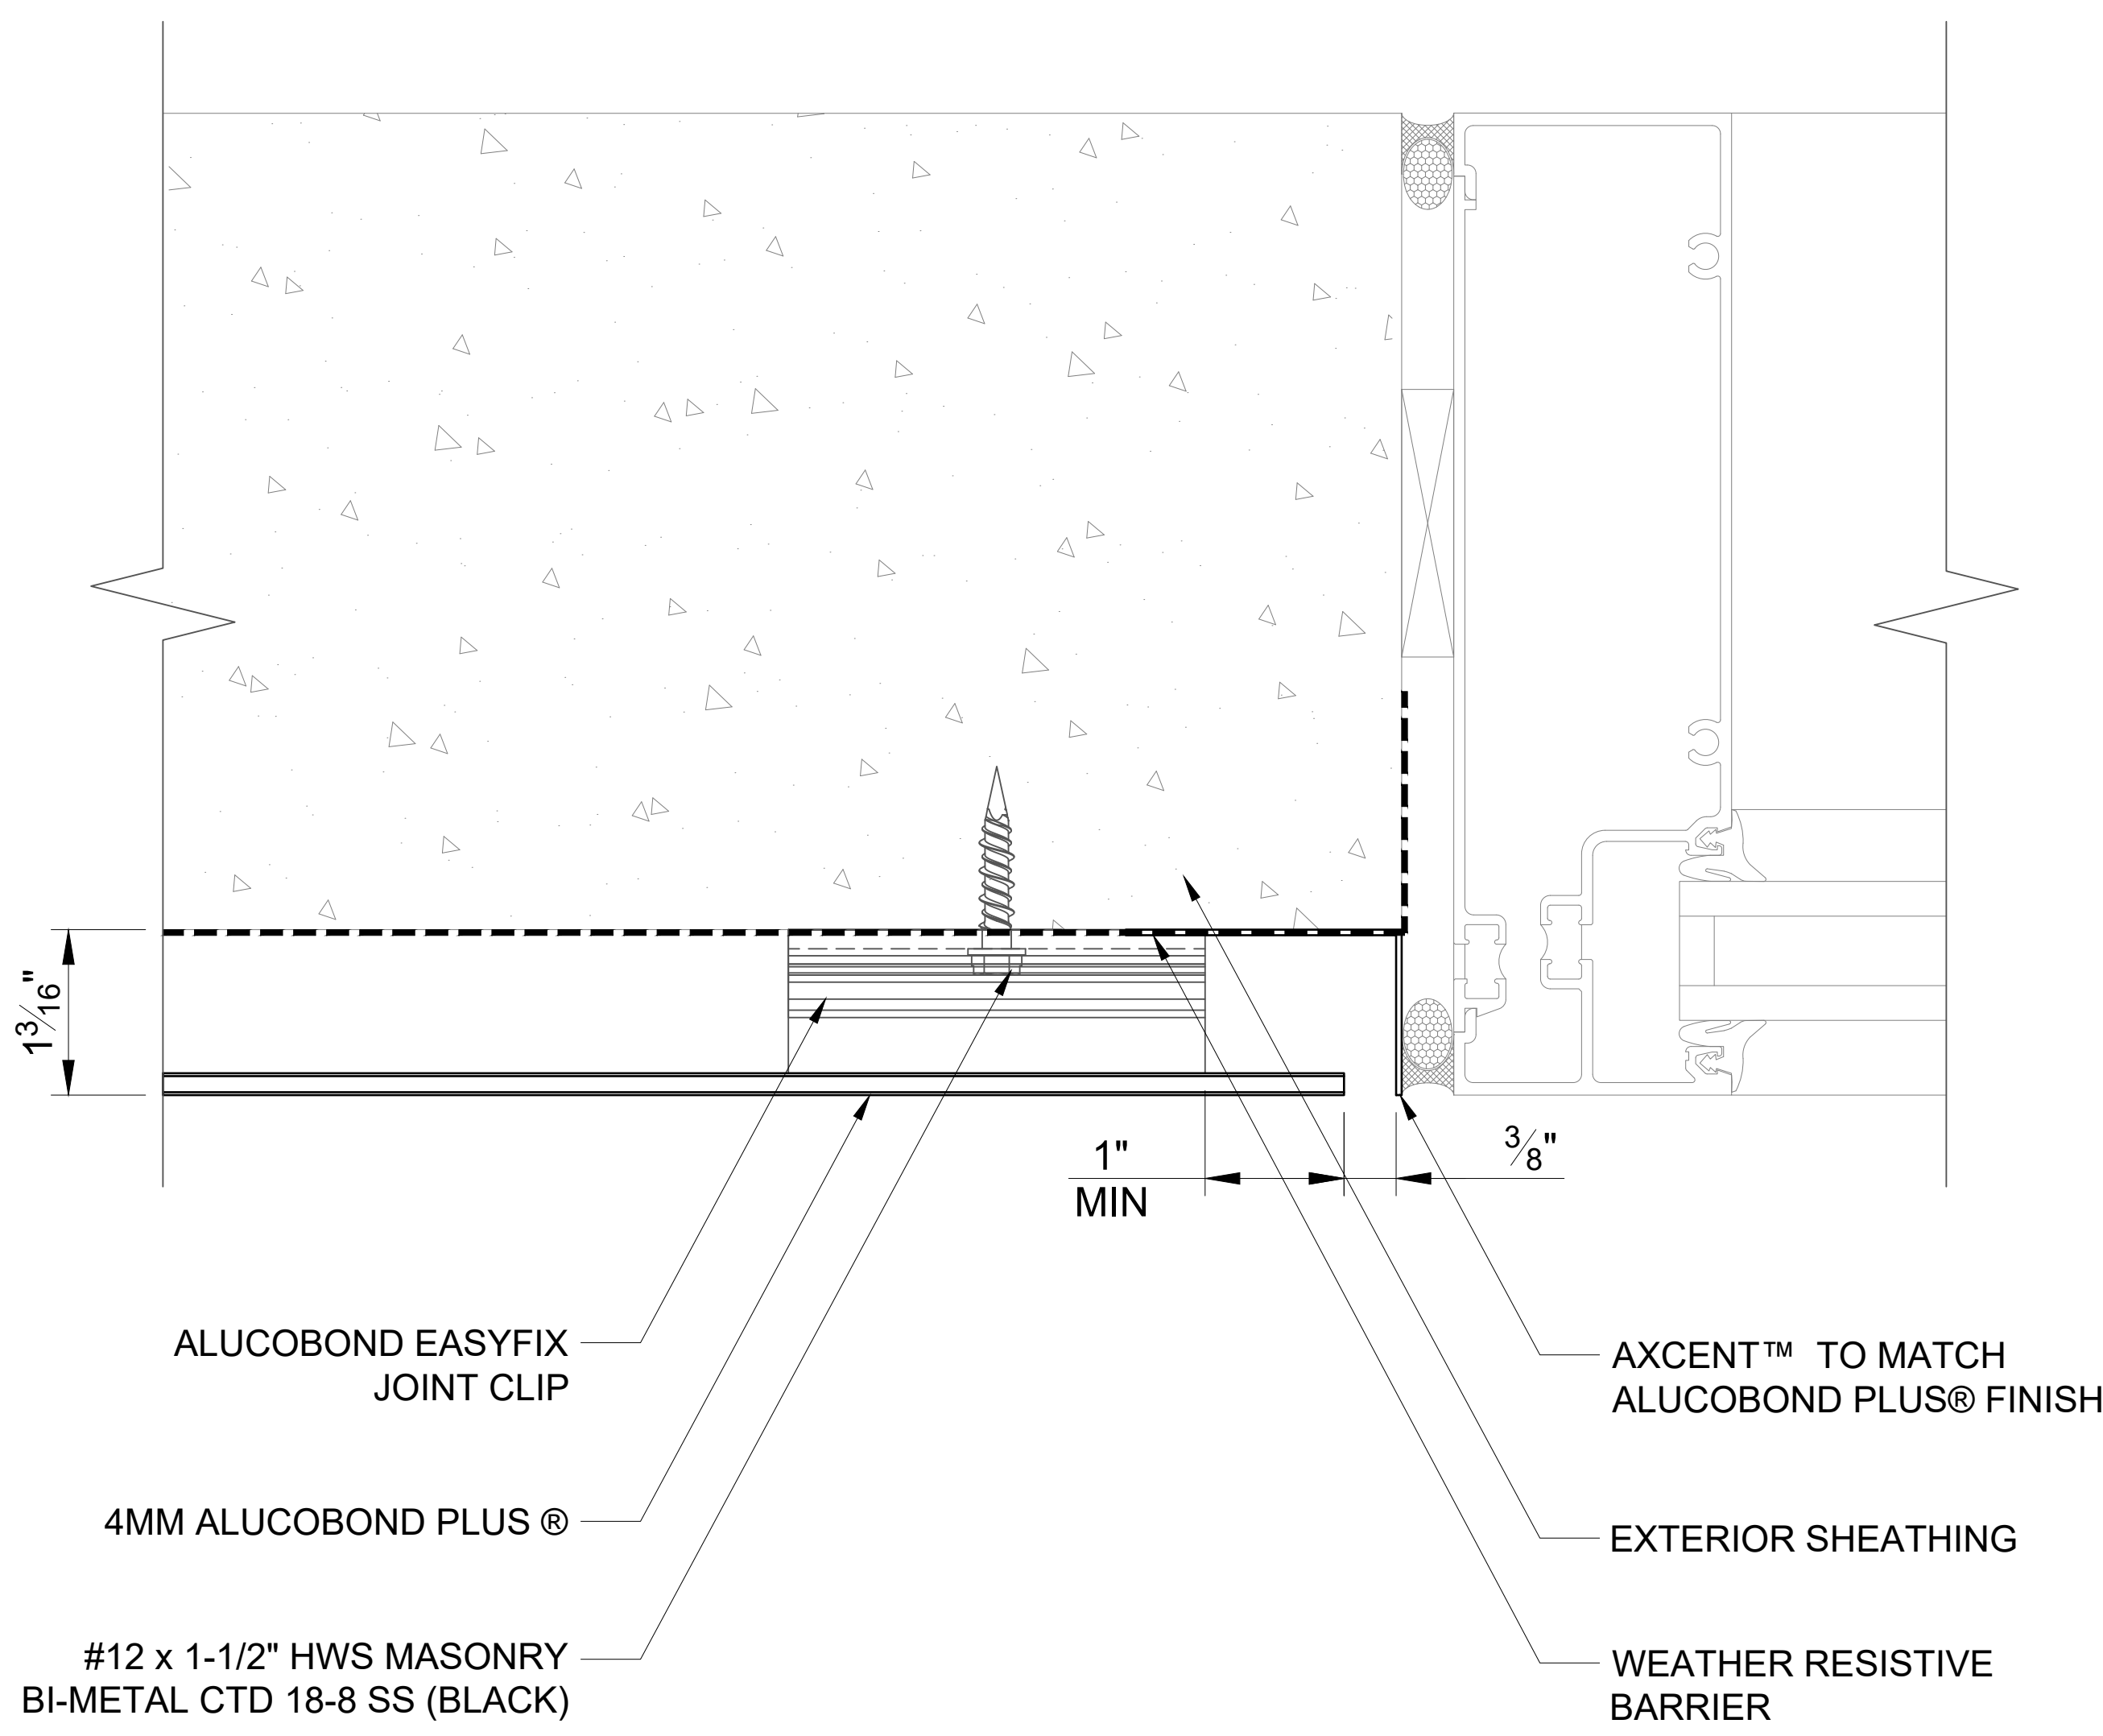 1 3/16"
1"
MIN
3/8"
ALUCOBOND EASYFIX
JOINT CLIP
4MM ALUCOBOND PLUS ®
#12 x 1-1/2" HWS MASONRY
BI-METAL CTD 18-8 SS (BLACK)
AXCENT™ TO MATCH
ALUCOBOND PLUS® FINISH
EXTERIOR SHEATHING
WEATHER RESISTIVE
BARRIER